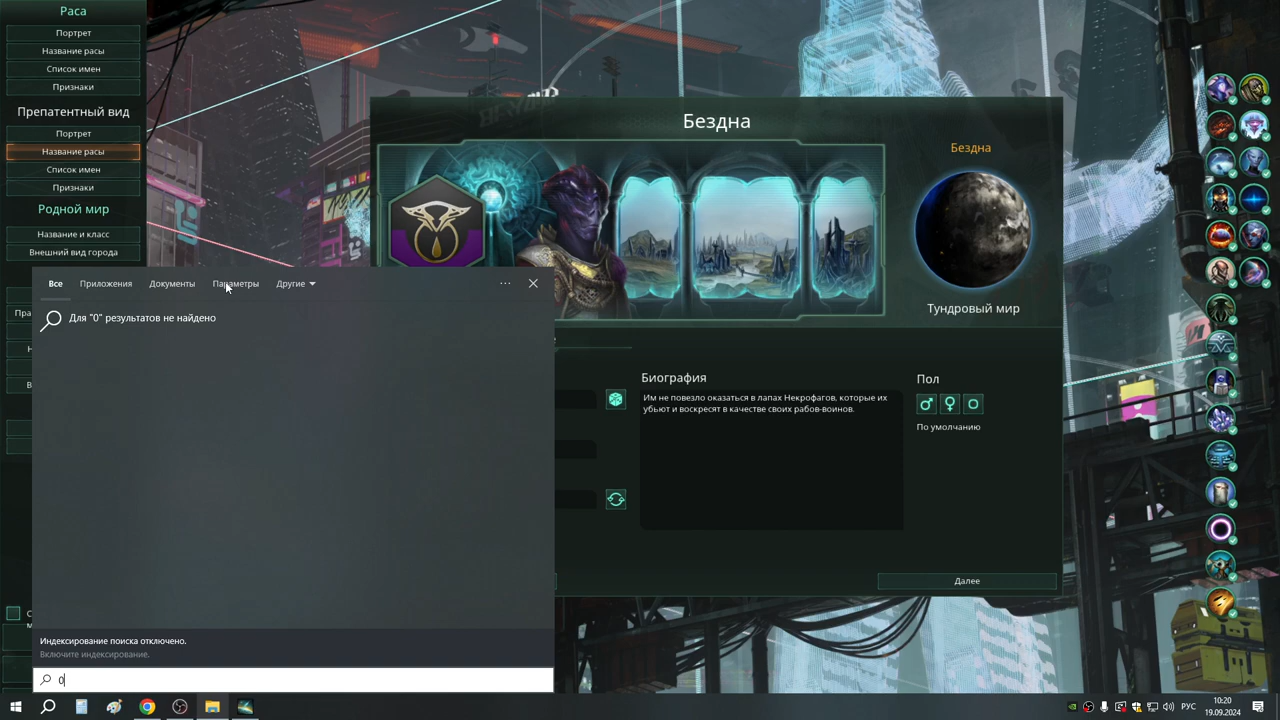 Раса
Портрет
Название расы
Список имен
Признаки
Препатентный вид
Портрет
Название расы
Список имен
Признаки
Родной мир
Название и класс
Внешний вид города
Бездна
Бездна
Тундровый мир
Все
Приложения
Документы
Параметры
Другие
Для "0" результатов не найдено
Биография
Им не повезло оказаться в лапах Некрофагов, которые их
убьют и воскресят в качестве своих рабов-воинов.
Пол
По умолчанию
Далее
Индексирование поиска отключено.
Включите индексирование.
0
РУС
10:20
19.09.2024